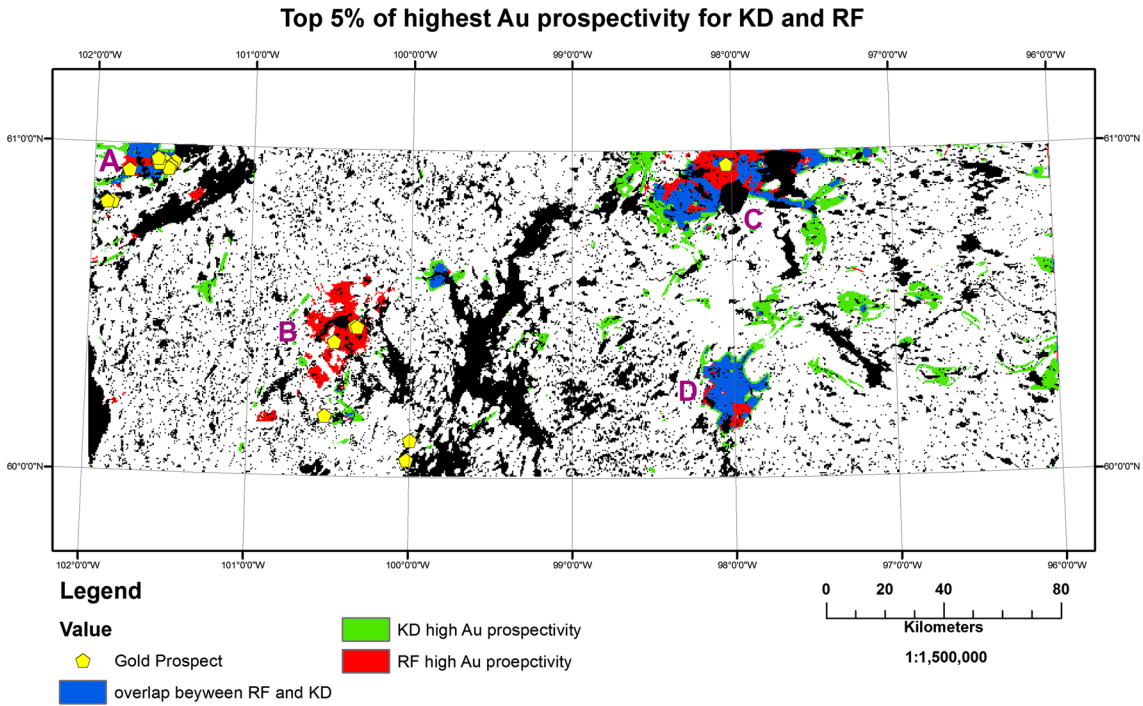 Top 5% of highest Au prospectivity for KD and RF
102°0'0"W 101°0'0"W 100°0'0"W 99°0'0"W 98°0'0"W 97°0'0"W 96°0'0"W
61°0'0"N 61°0'0"N
A
C
B
D
60°0'0"N 60°0'0"N
102°0'0"W 101°0'0"W 100°0'0"W 99°0'0"W 98°0'0"W 97°0'0"W 96°0'0"W
Legend
Value
Gold Prospect
overlap beyween RF and KD
KD high Au prospectivity
RF high Au proepctivity
0 20 40 80
Kilometers
1:1,500,000